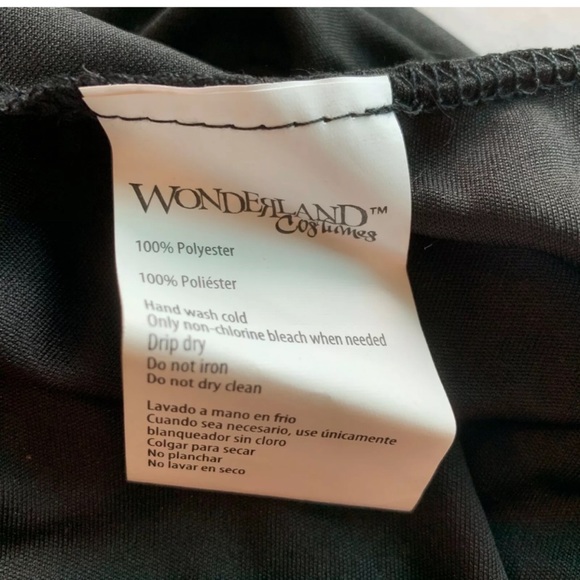 WONDERLAND™
Costumes
100% Polyester
100% Poliéster
Hand wash cold
Only non-chlorine bleach when needed
Drip dry
Do not iron
Do not dry clean
Lavado a mano en frio
Cuando sea necesario, use únicamente
blanqueador sin cloro
Colgar para secar
No planchar
No lavar en seco